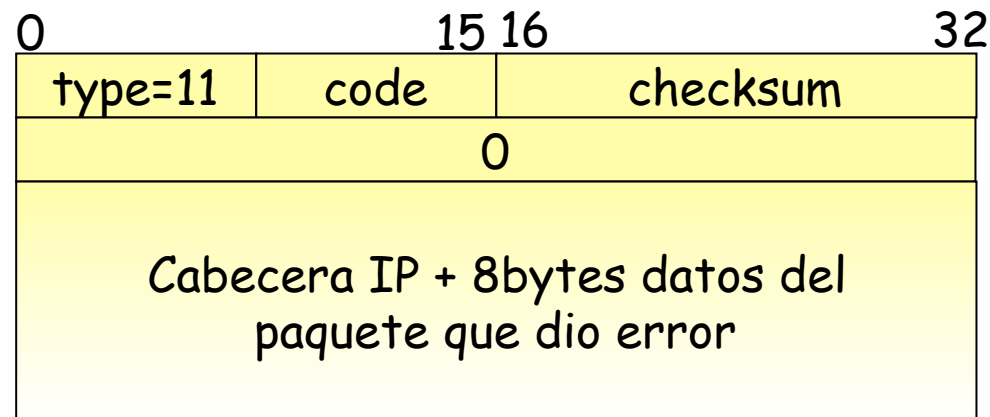 0 15 16 32
type=11 code checksum
0
Cabecera IP + 8bytes datos del
paquete que dio error